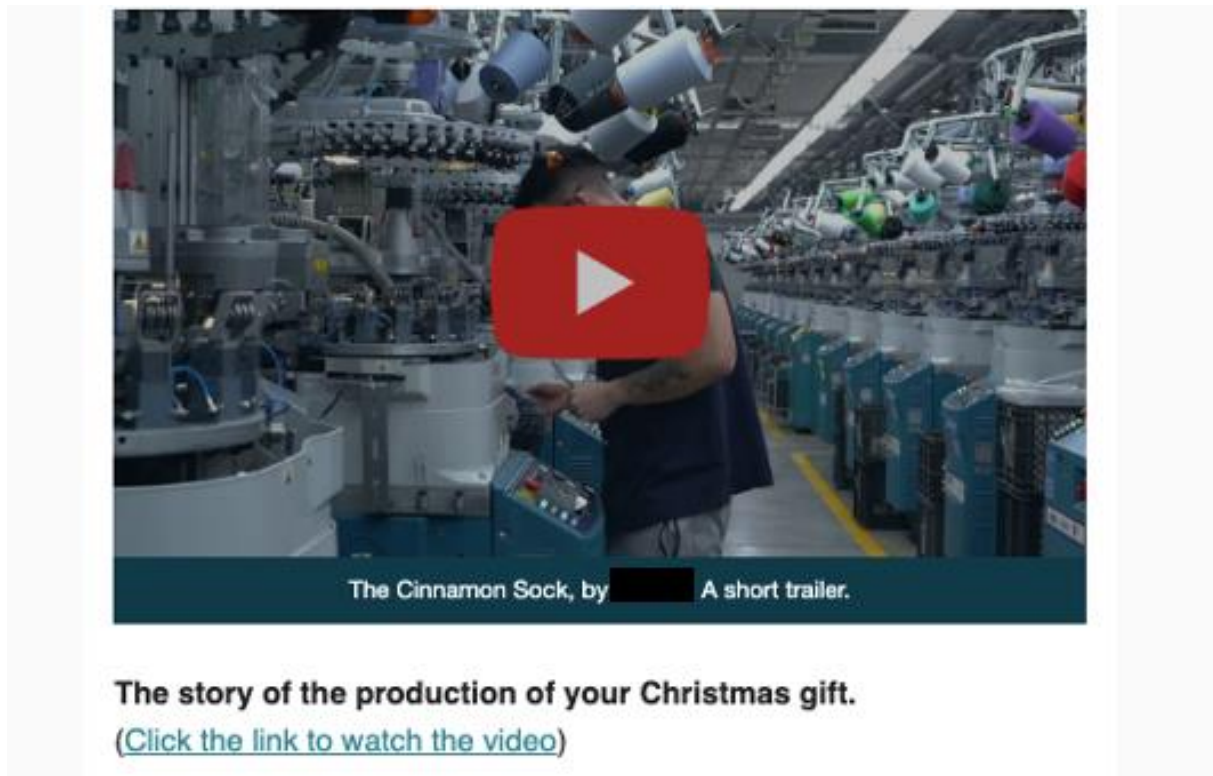 The Cinnamon Sock, by A short trailer.
The story of the production of your Christmas gift.
(Click the link to watch the video)